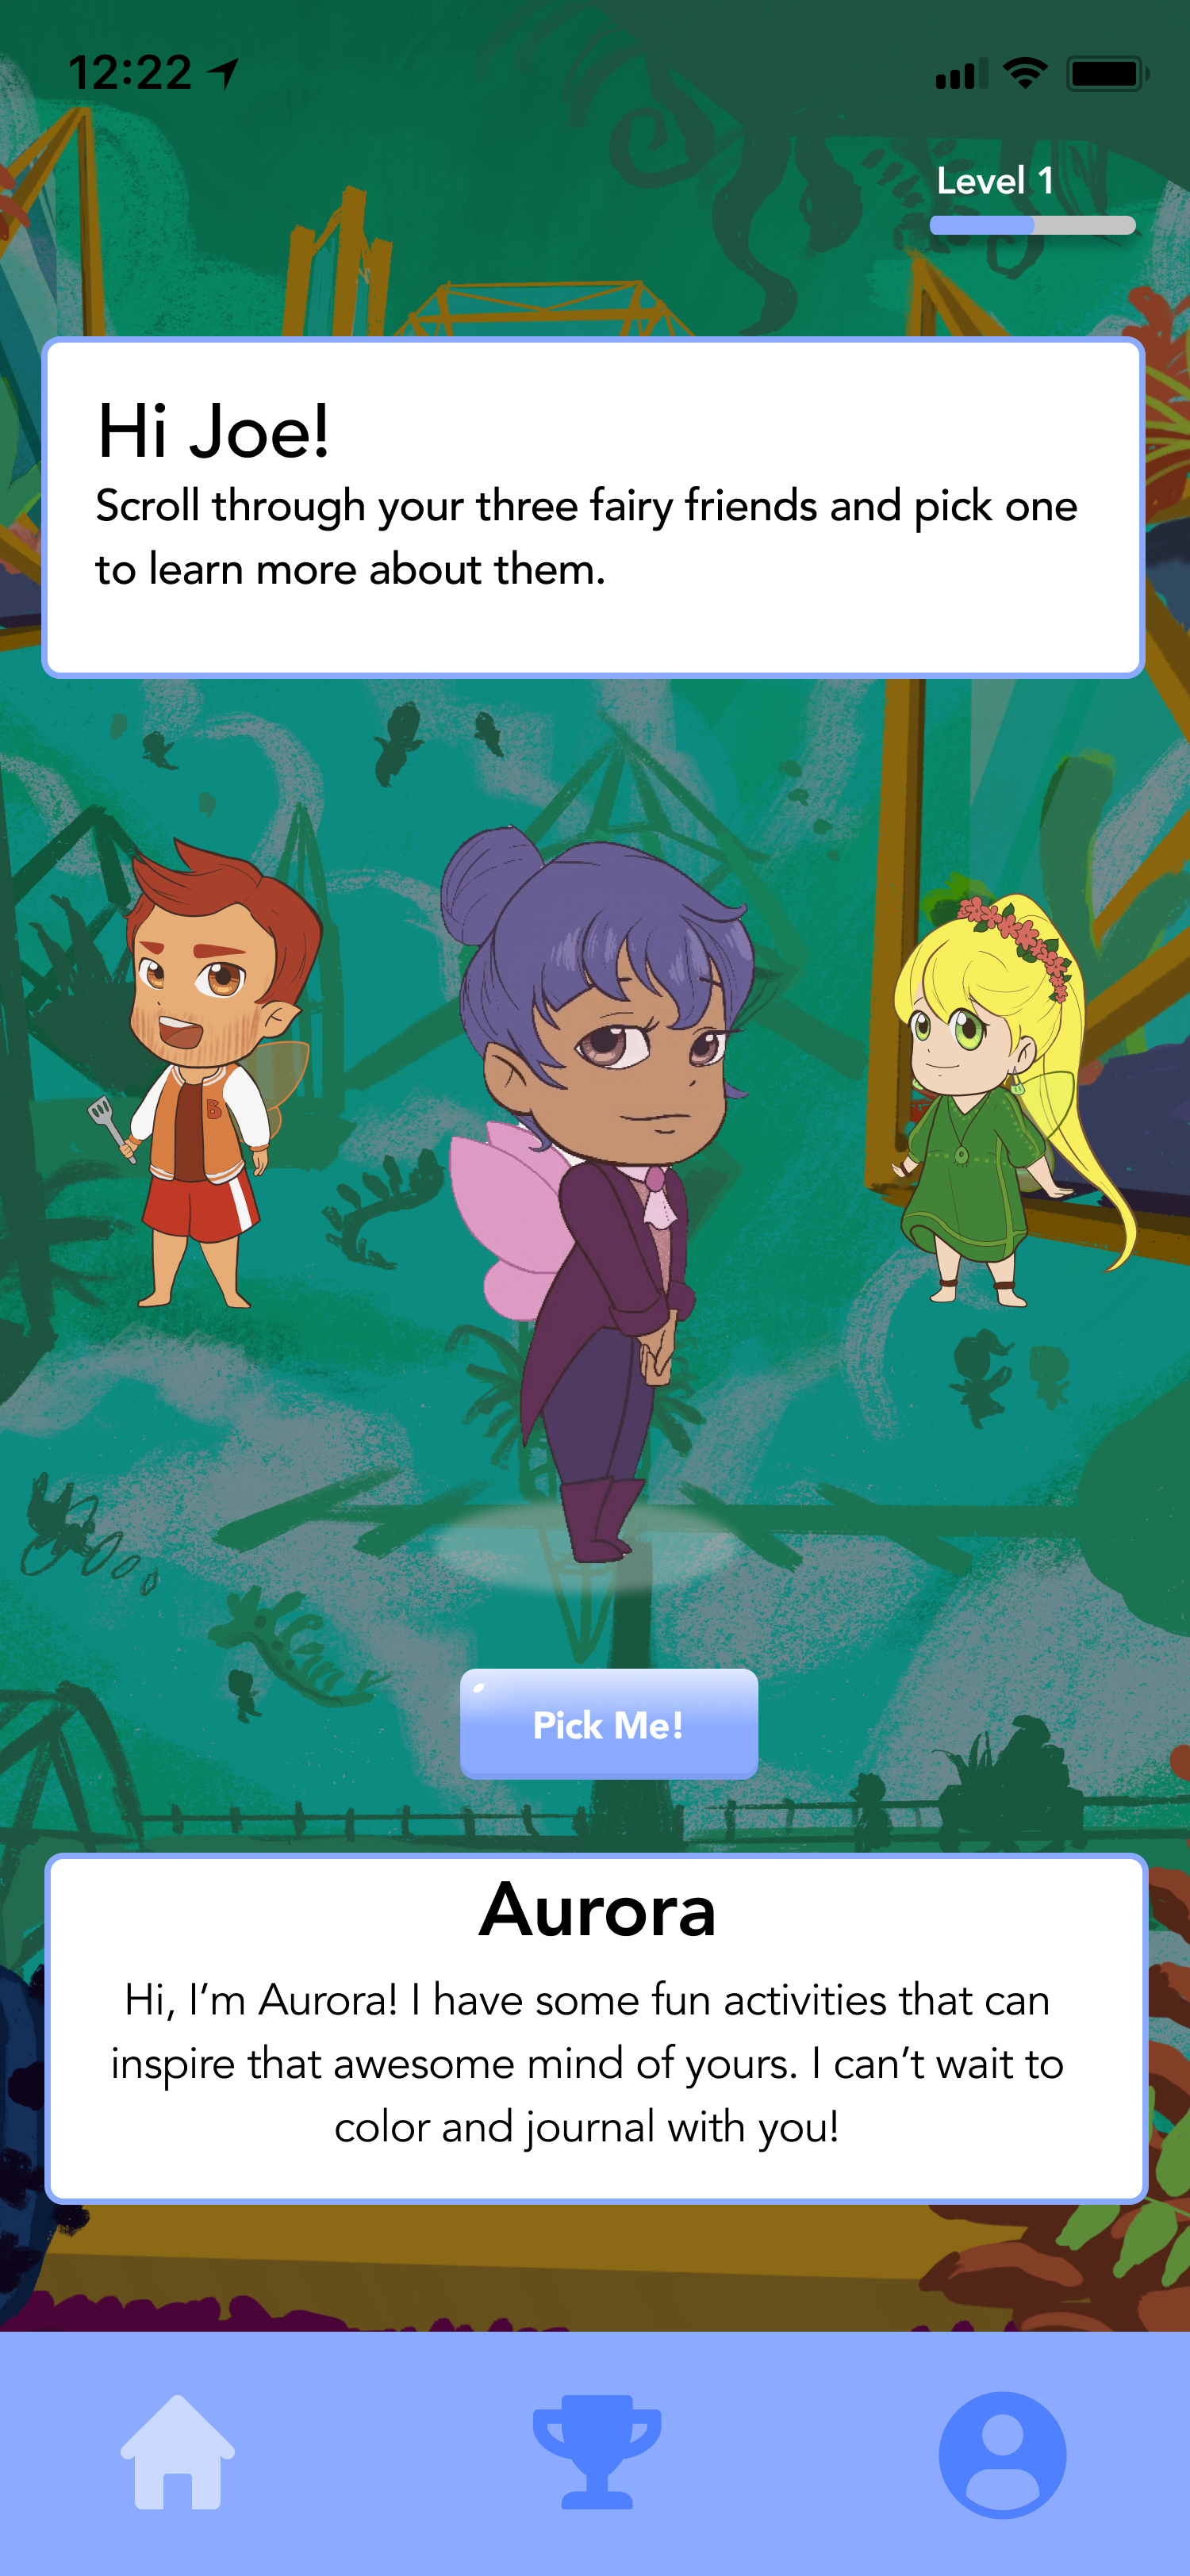 12:22
Level 1
Hi Joe!
Scroll through your three fairy friends and pick one
to learn more about them.
B
Pick Me!
Aurora
Hi, I’m Aurora! I have some fun activities that can
inspire that awesome mind of yours. I can’t wait to
color and journal with you!